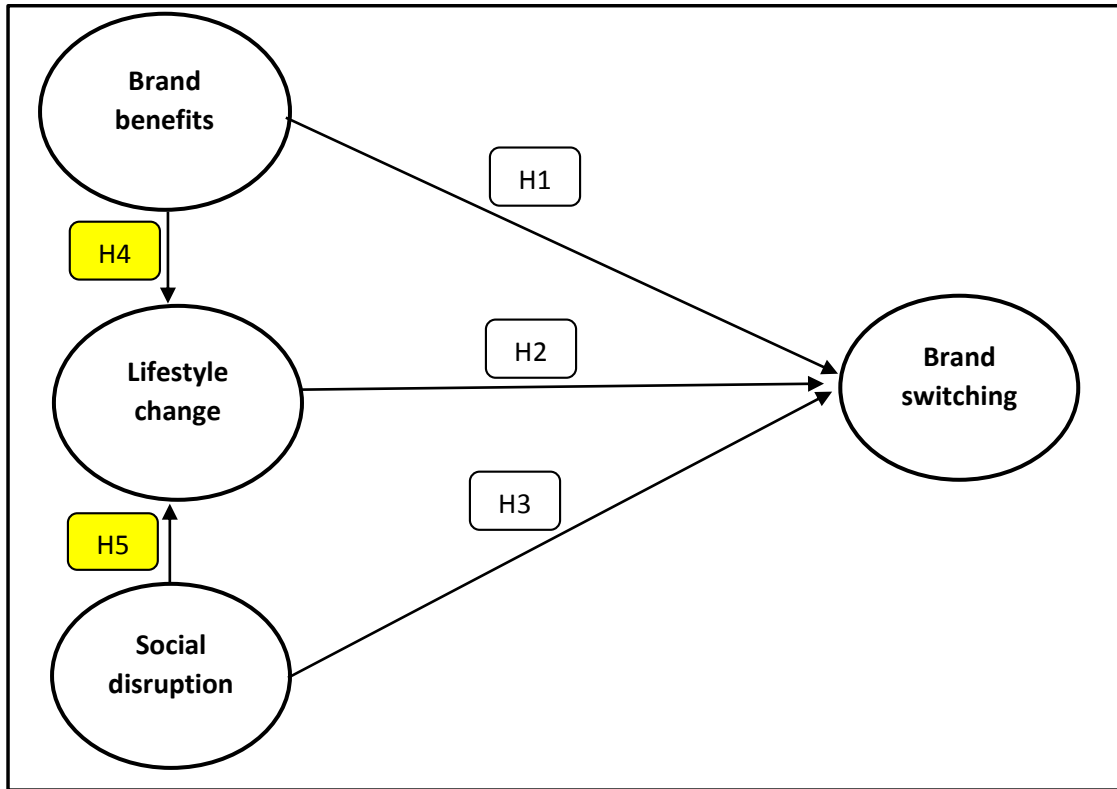 Brand
benefits
H1
H4
Lifestyle
change
H2
Brand
switching
H3
H5
Social
disruption